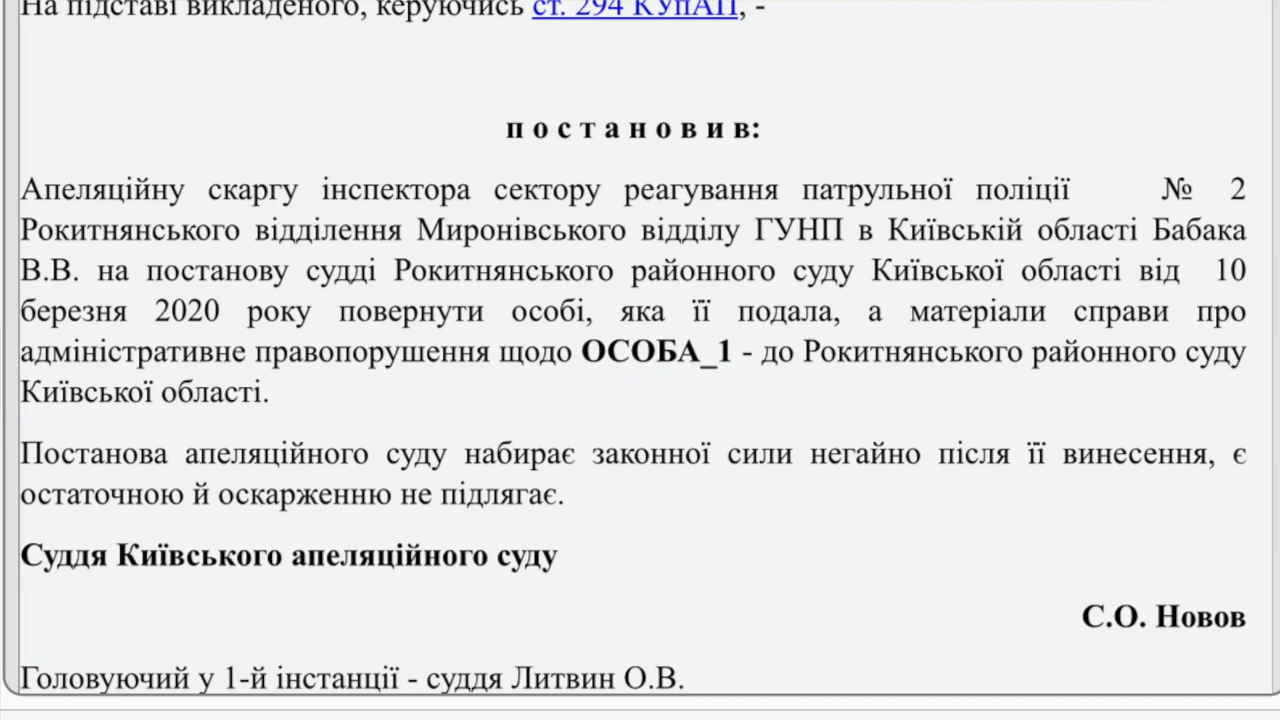 На підставі викладеного, керуючись ст. 294 КУпАП, -
п о с т а н о в и в:
Апеляційну скаргу інспектора сектору реагування патрульної поліції № 2
Рокитнянського відділення Миронівського відділу ГУНП в Київській області Бабака
В.В. на постанову судді Рокитнянського районного суду Київської області від 10
березня 2020 року повернути особі, яка її подала, а матеріали справи про
адміністративне правопорушення щодо ОСОБА_1 - до Рокитнянського районного суду
Київської області.
Постанова апеляційного суду набирає законної сили негайно після її винесення, є
остаточною й оскарженню не підлягає.
Суддя Київського апеляційного суду
С.О. Новов
Головуючий у 1-й інстанції - суддя Литвин О.В.